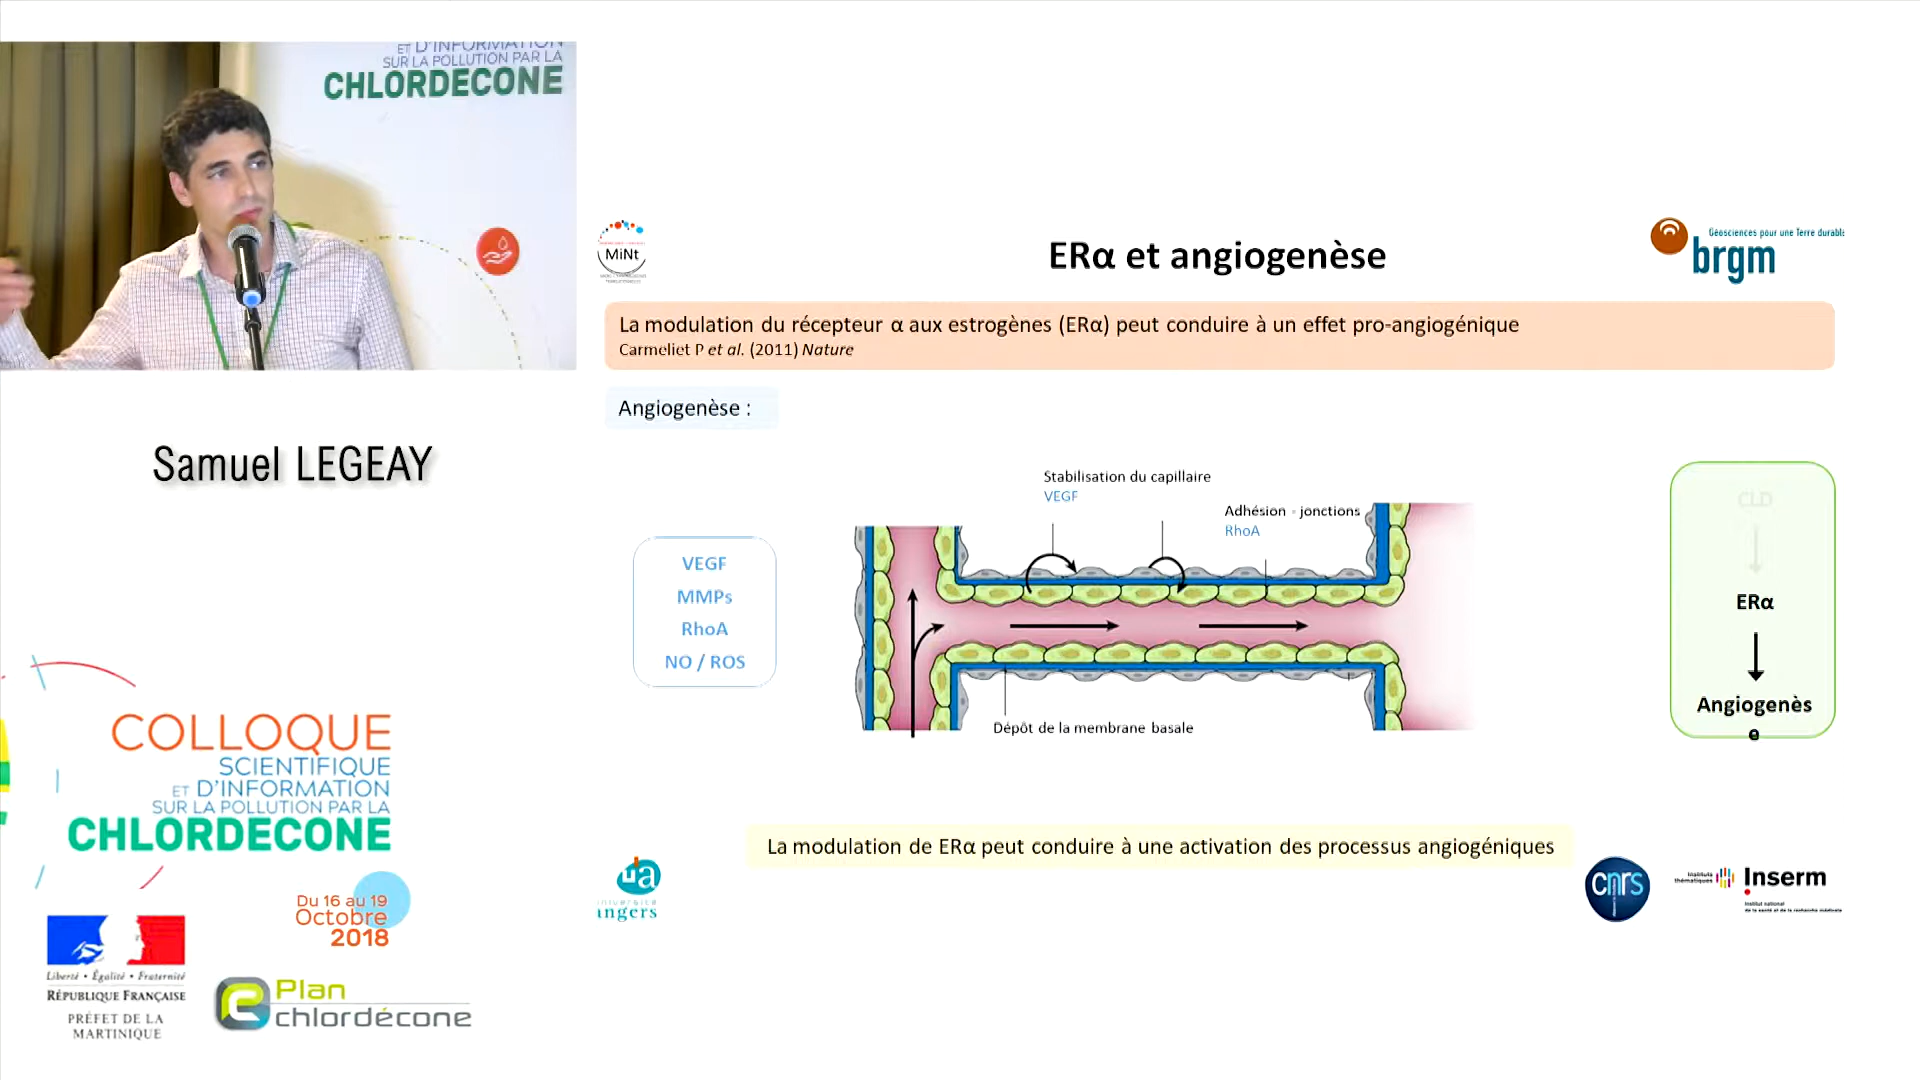 ET D'INFORMATION
SUR LA POLLUTION PAR LA
CHLORDECONE
Samuel LEGEAY
COLLOQUE
SCIENTIFIQUE
ET D'INFORMATION
SUR LA POLLUTION PAR LA
CHLORDECONE
Du 16 au 19
Octobre
2018
Liberté • Égalité • Fraternité
RÉPUBLIQUE FRANÇAISE
PRÉFET DE LA
MARTINIQUE
Plan
chlordécone
MiNt
ERα et angiogenèse
Géosciences pour une Terre durable
brgm
La modulation du récepteur α aux estrogènes (ERα) peut conduire à un effet pro-angiogénique
Carmeliet P et al. (2011) Nature
Angiogenèse :
VEGF
MMPs
RhoA
NO / ROS
Stabilisation du capillaire
VEGF
Adhésion - jonctions
RhoA
Dépôt de la membrane basale
CLD
ERα
Angiogenès
e
La modulation de ERα peut conduire à une activation des processus angiogéniques
ua
angers
cnrs
Instituts
thématiques
Inserm
Institut national
de la santé et de la recherche médicale